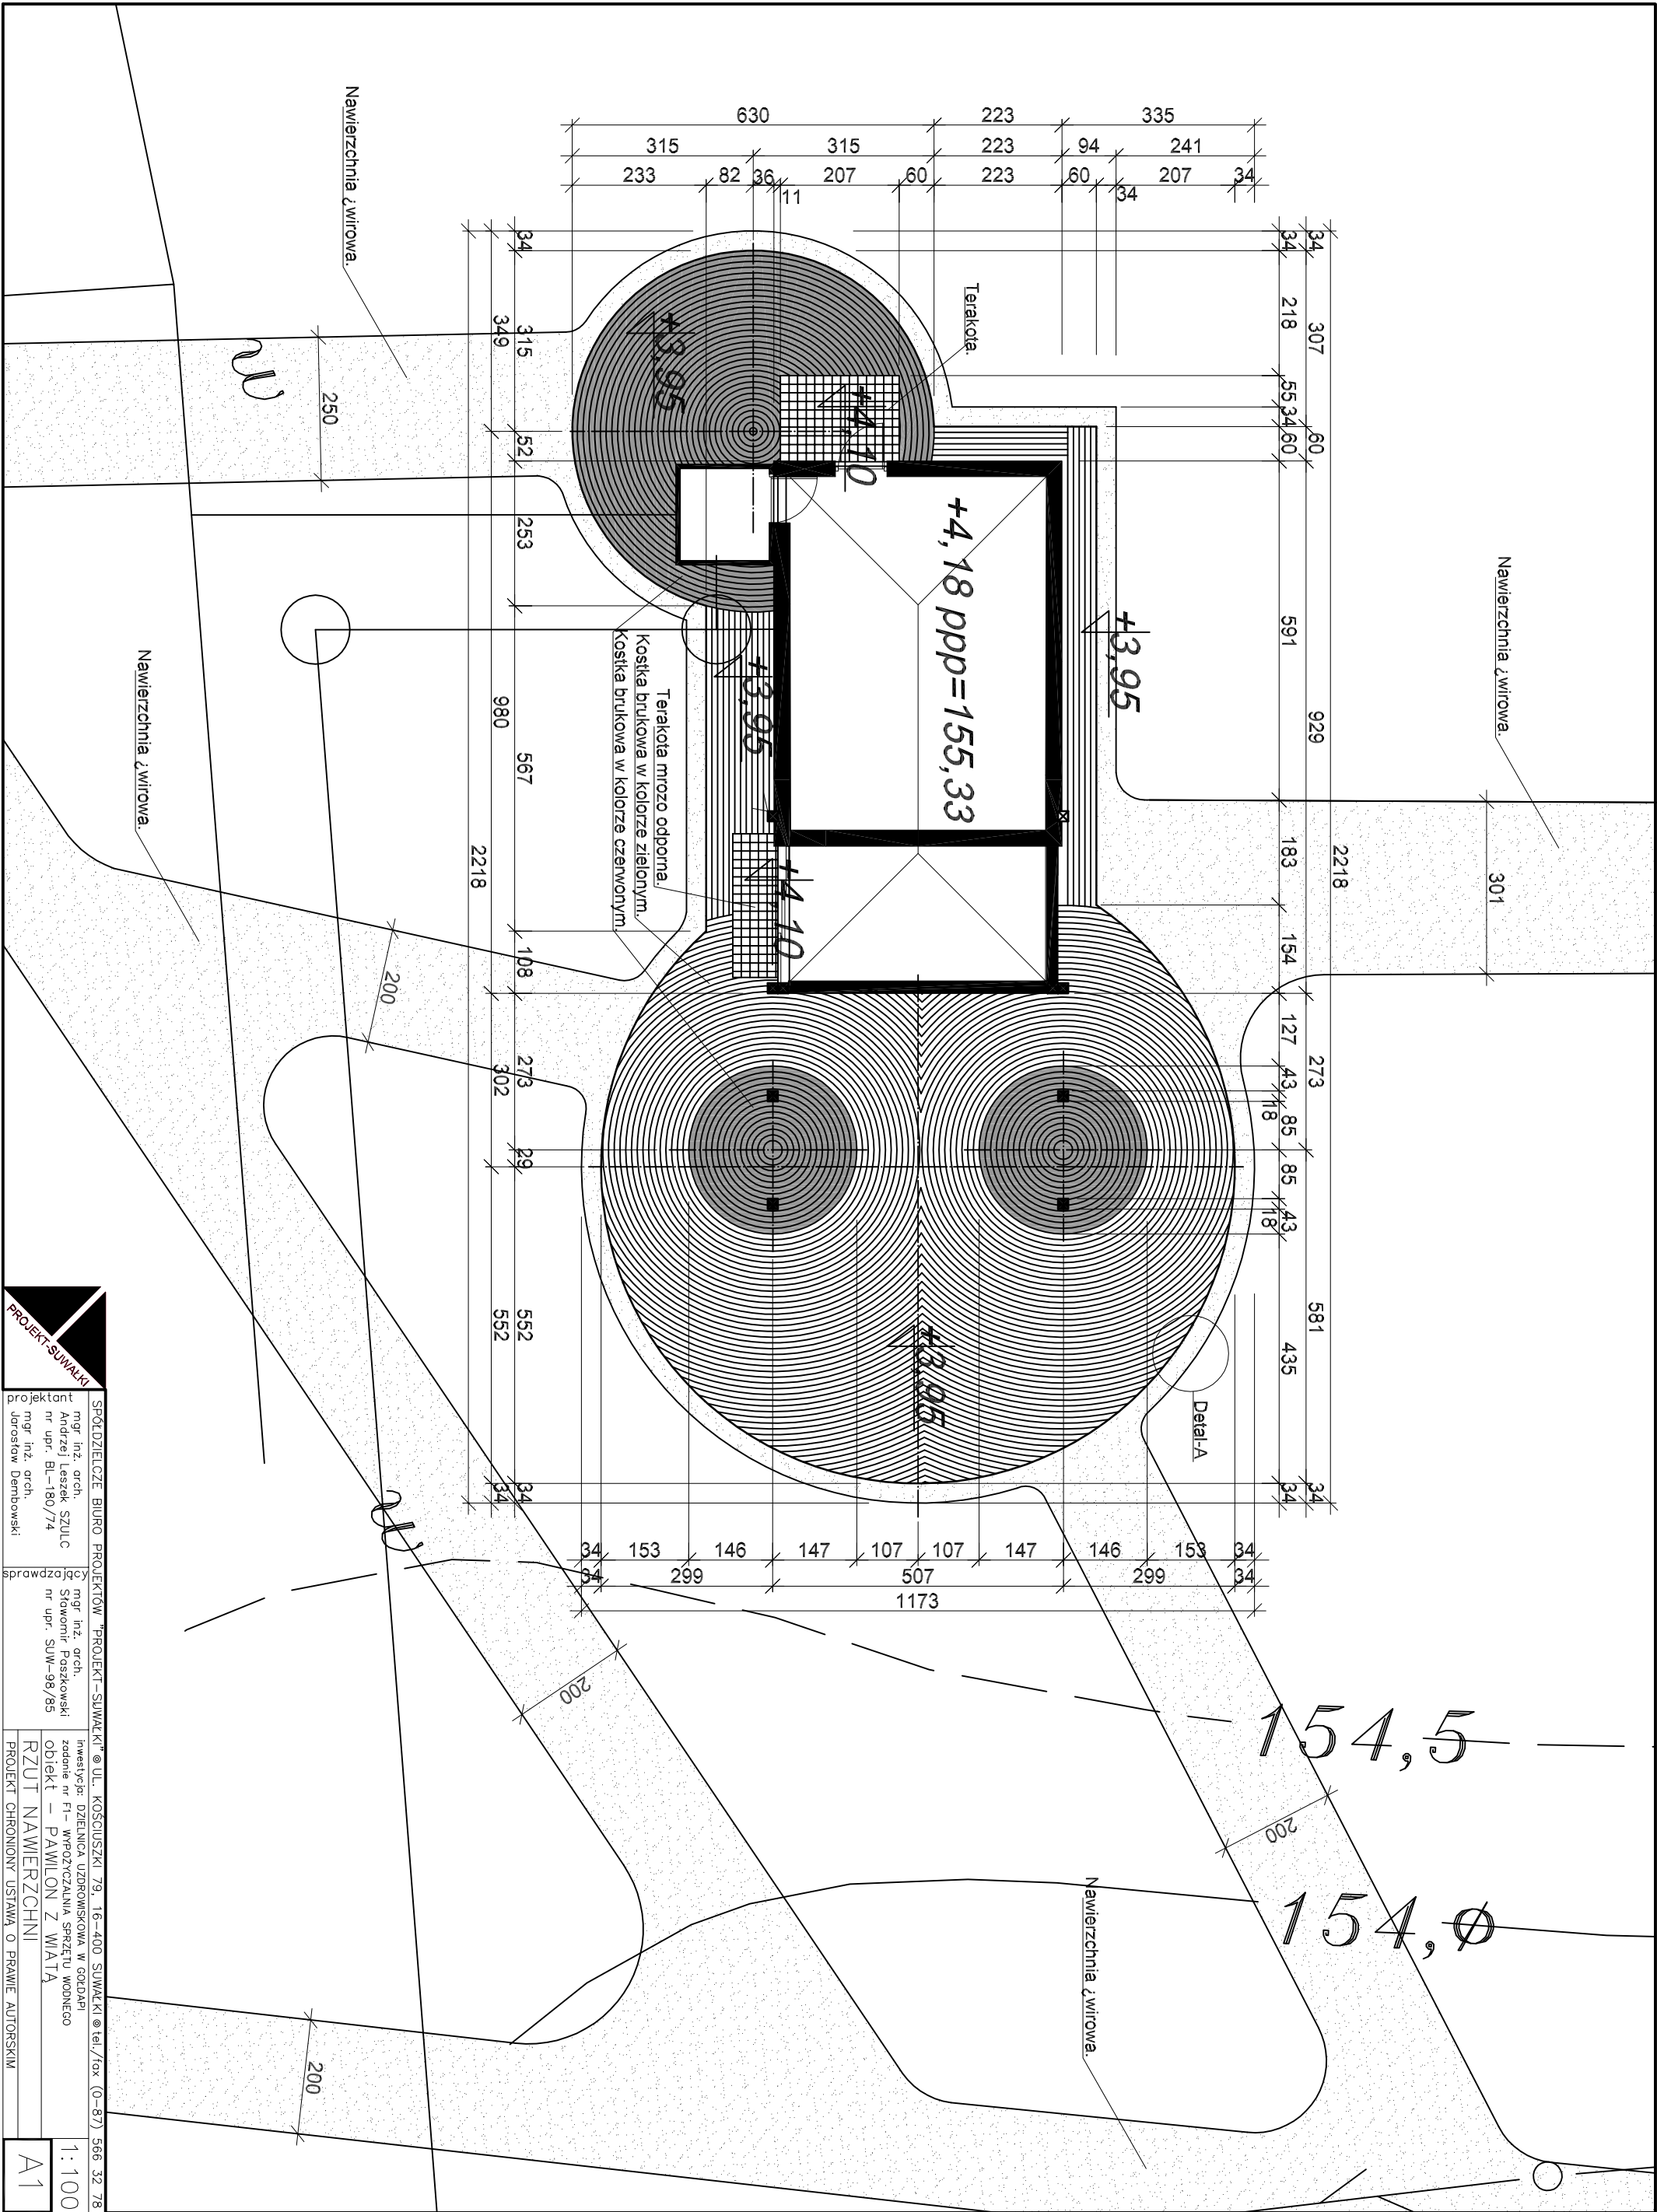 630
223
335
315
315
223
94
241
233
82
36
11
207
60
223
60
34
207
34
Nawierzchnia ¿wirowa.
Terakota.
Nawierzchnia ¿wirowa.
Nawierzchnia ¿wirowa.
Nawierzchnia ¿wirowa.
34
218
55
34
60
591
183
154
127
43
18
85
85
18
43
435
34
34
307
60
929
273
581
34
2218
301
34
315
52
253
567
108
273
29
552
34
349
980
302
552
34
2218
250
w
w
+3,95
+4,10
+4,18 ppp=155,33
+3,95
+3,95
+4,10
+3,95
Terakota mrozo odporna.
Kostka brukowa w kolorze zielonym.
Kostka brukowa w kolorze czerwonym.
Detal-A
34
153
146
147
107
107
147
146
153
34
34
299
507
299
34
1173
200
200
200
200
154,5
154,ø
PROJEKT-SUWAŁKI
SPÓŁDZIELCZE BIURO PROJEKTÓW "PROJEKT-SUWAŁKI" @ UL. KOŚCIUSZKI 79, 16-400 SUWAŁKI @ tel./fax (0-87) 566 32 78
projektant
mgr inż. arch.
Andrzej Leszek SZULC
nr upr. BL-180/74
mgr inż. arch.
Jarosław Dembowski
sprawdzający
mgr inż. arch.
Sławomir Paszkowski
nr upr. SUW-98/85
inwestycja: DZIELNICA UZDROWISKOWA W GOŁDAPI
zadanie nr F1- WYPOŻYCZALNIA SPRZĘTU WODNEGO
obiekt - PAWILON Z WIATĄ
RZUT NAWIERZCHNI
PROJEKT CHRONIONY USTAWĄ O PRAWIE AUTORSKIM
1:100
A1